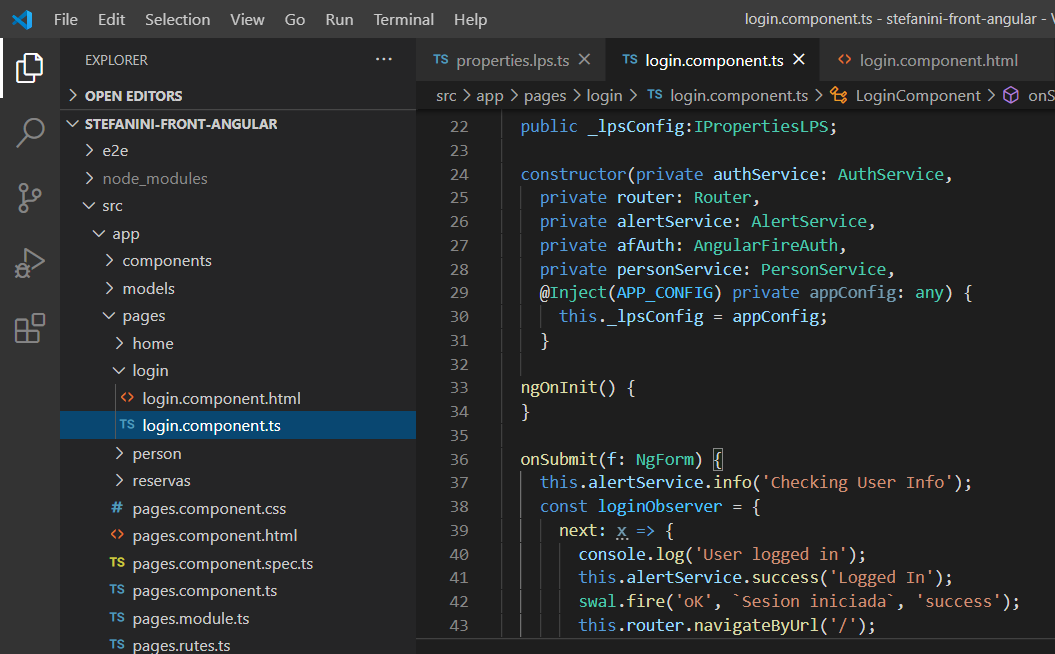 File Edit Selection View Go Run Terminal Help login.component.ts - stefanini-front-angular -
EXPLORER ···
OPEN EDITORS
STEFANINI-FRONT-ANGULAR
e2e
node_modules
src
app
components
models
pages
home
login
login.component.html
TS login.component.ts
person
reservas
# pages.component.css
pages.component.html
TS pages.component.spec.ts
TS pages.component.ts
TS pages.module.ts
TS pages.rutes.ts
TS properties.lps.ts TS login.component.ts login.component.html
src > app > pages > login > TS login.component.ts > LoginComponent > onS
22 public _lpsConfig:IPropertiesLPS;
23
24 constructor(private authService: AuthService,
25 private router: Router,
26 private alertService: AlertService,
27 private afAuth: AngularFireAuth,
28 private personService: PersonService,
29 @Inject(APP_CONFIG) private appConfig: any) {
30 this._lpsConfig = appConfig;
31 }
32
33 ngOnInit() {
34 }
35
36 onSubmit(f: NgForm) {
37 this.alertService.info('Checking User Info');
38 const loginObserver = {
39 next: x => {
40 console.log('User logged in');
41 this.alertService.success('Logged In');
42 swal.fire('oK', `Sesion iniciada`, 'success');
43 this.router.navigateByUrl('/');